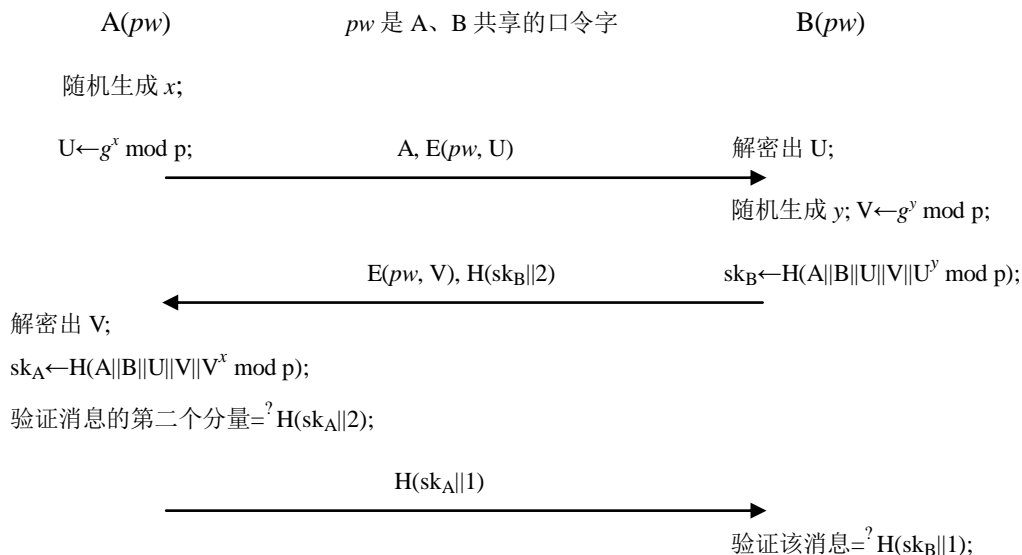 A(pw) pw 是 A、B 共享的口令字 B(pw)
随机生成 x;
U←g^x mod p; A, E(pw, U) 解密出 U;
随机生成 y; V←g^y mod p;
E(pw, V), H(sk_B||2) sk_B←H(A||B||U||V||U^y mod p);
解密出 V;
sk_A←H(A||B||U||V||V^x mod p);
验证消息的第二个分量=^? H(sk_A||2);
H(sk_A||1)
验证该消息=^? H(sk_B||1);